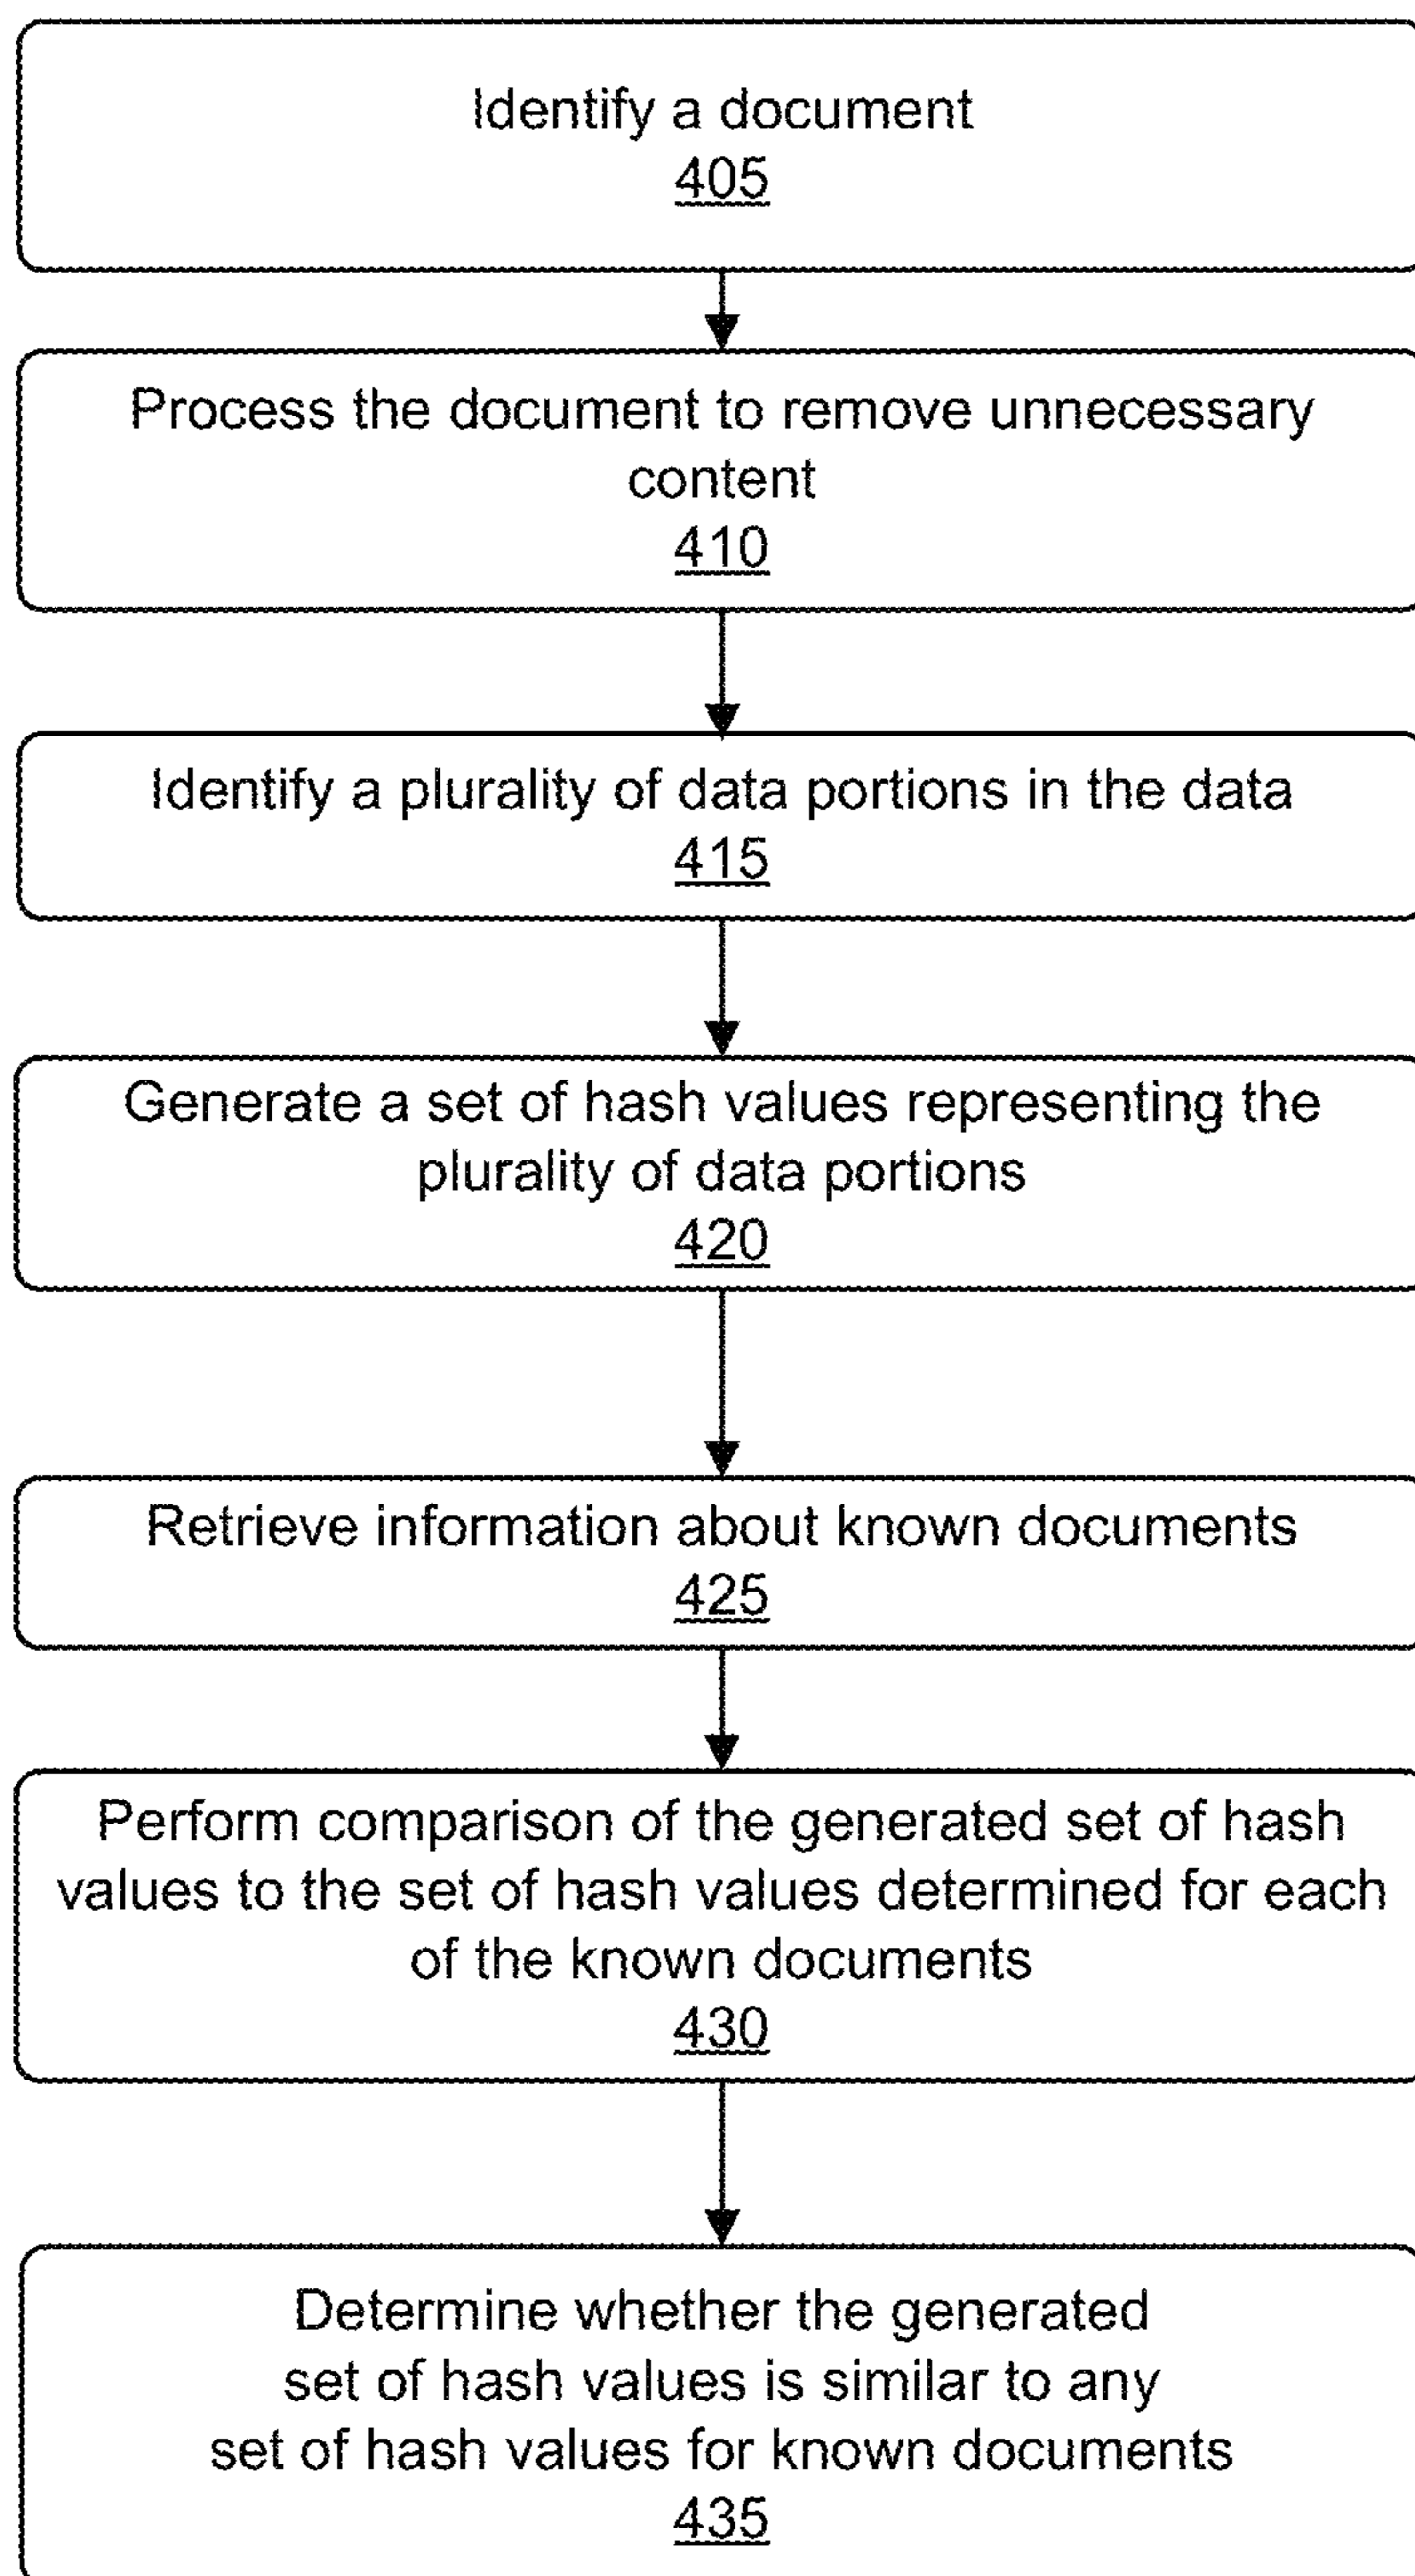 Identify a document
405
Process the document to remove unnecessary
content
410
Identify a plurality of data portions in the data
415
Generate a set of hash values representing the
plurality of data portions
420
Retrieve information about known documents
425
Perform comparison of the generated set of hash
values to the set of hash values determined for each
of the known documents
430
Determine whether the generated
set of hash values is similar to any
set of hash values for known documents
435